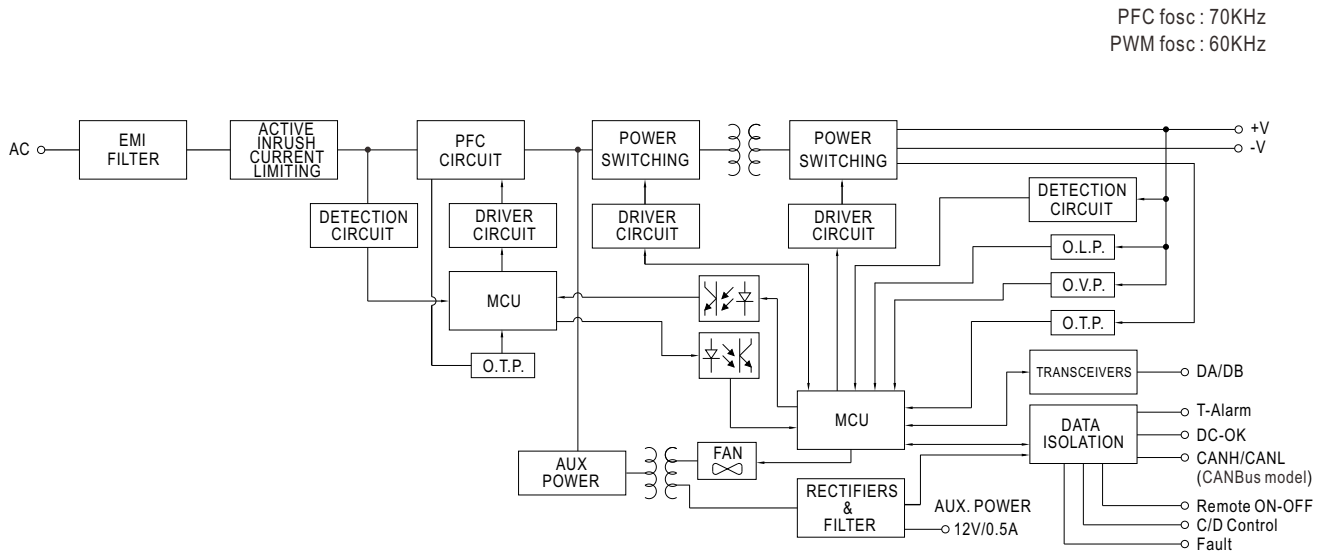 PFC fosc : 70KHz
PWM fosc : 60KHz
AC
EMI
FILTER
ACTIVE
INRUSH
CURRENT
LIMITING
PFC
CIRCUIT
POWER
SWITCHING
POWER
SWITCHING
+V
-V
DETECTION
CIRCUIT
DRIVER
CIRCUIT
DRIVER
CIRCUIT
DRIVER
CIRCUIT
DETECTION
CIRCUIT
O.L.P.
O.V.P.
O.T.P.
MCU
O.T.P.
TRANSCEIVERS
DA/DB
MCU
DATA
ISOLATION
T-Alarm
DC-OK
CANH/CANL
(CANBus model)
AUX
POWER
FAN
RECTIFIERS
&
FILTER
AUX. POWER
12V/0.5A
Remote ON-OFF
C/D Control
Fault